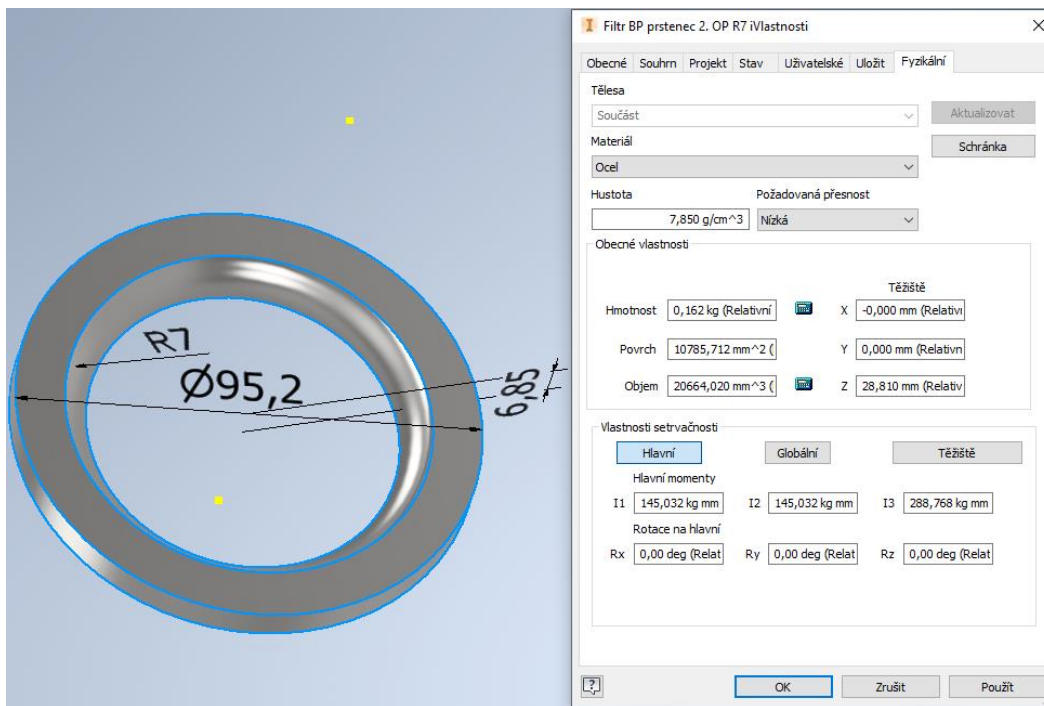 R7
Ø95,2
6,85
Filtr BP prstenec 2. OP R7 iVlastnosti
Obecné Souhrn Projekt Stav Uživatelské Uložit Fyzikální
Tělesa
Součást Aktualizovat
Materiál Schránka
Ocel
Hustota Požadovaná přesnost
7,850 g/cm^3 Nízká
Obecné vlastnosti
Těžiště
Hmotnost 0,162 kg (Relativní X -0,000 mm (Relativı
Povrch 10785,712 mm^2 ( Y 0,000 mm (Relativn
Objem 20664,020 mm^3 ( Z 28,810 mm (Relativ
Vlastnosti setrvačnosti
Hlavní Globální Těžiště
Hlavní momenty
I1 145,032 kg mm I2 145,032 kg mm I3 288,768 kg mm
Rotace na hlavní
Rx 0,00 deg (Relat Ry 0,00 deg (Relat Rz 0,00 deg (Relat
OK Zrušit Použít